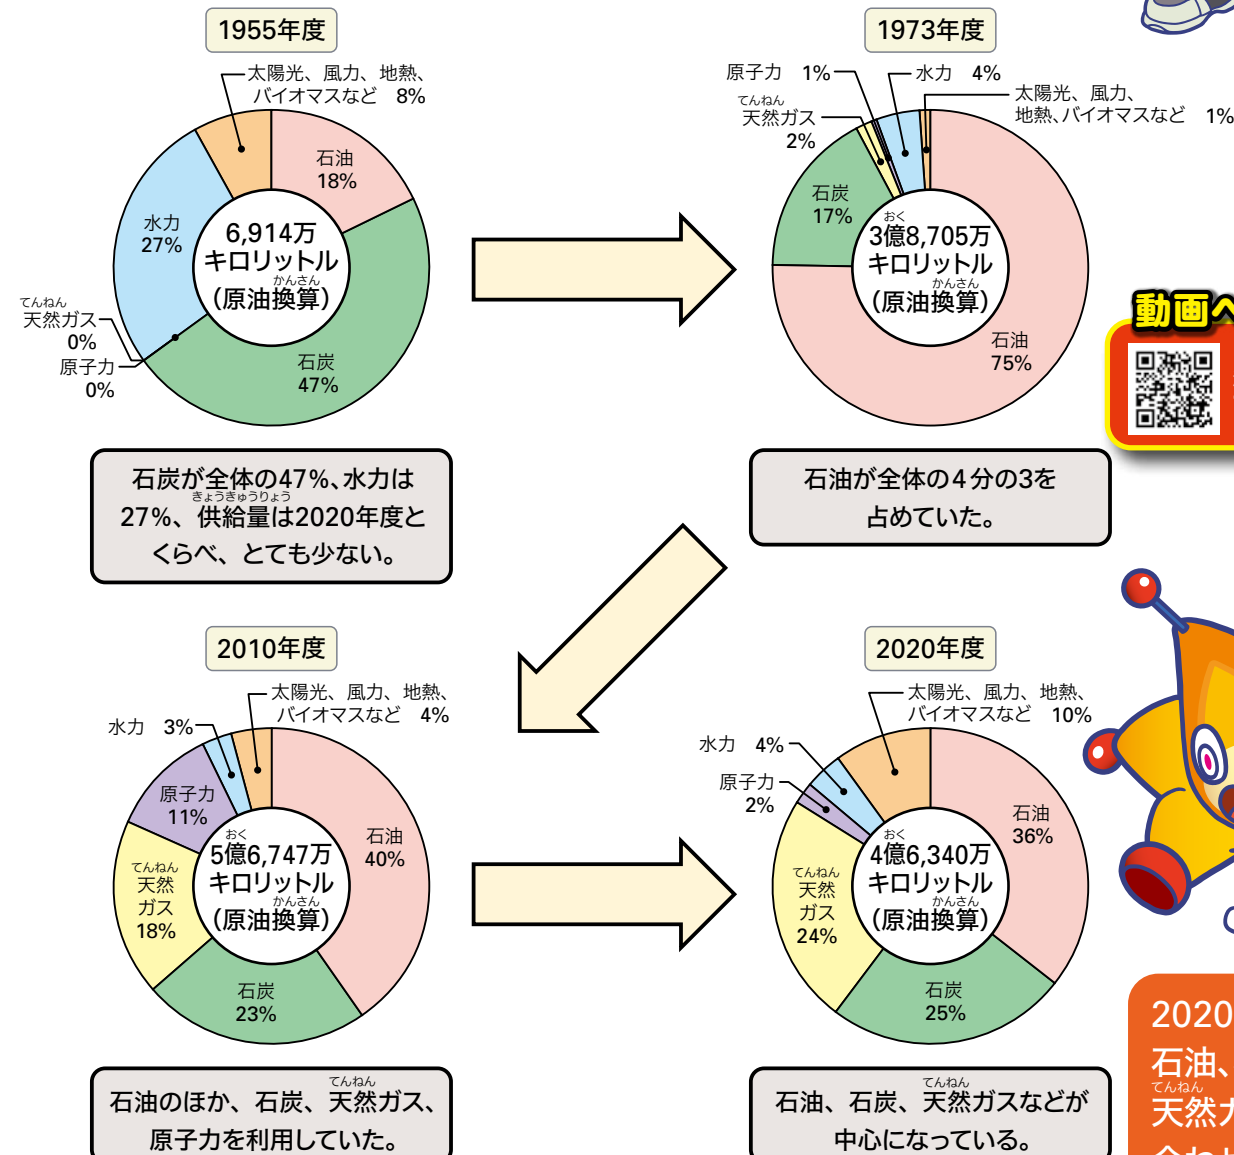 1955年度
太陽光、風力、地熱、
バイオマスなど 8%
石油
18%
水力
27%
6,914万
キロリットル
かんさん
(原油換算)
てんねん
天然ガス
0%
原子力
0%
石炭
47%
石炭が全体の47%、水力は
きょうきゅうりょう
27%、供給量は2020年度と
くらべ、とても少ない。
1973年度
原子力 1%
水力 4%
太陽光、風力、
地熱、バイオマスなど 1%
てんねん
天然ガス
2%
石炭
17%
おく
3億8,705万
キロリットル
かんさん
(原油換算)
石油
75%
石油が全体の4分の3を
占めていた。
動画へ
2010年度
太陽光、風力、地熱、
バイオマスなど 4%
水力 3%
原子力
11%
石油
40%
おく
5億6,747万
キロリットル
かんさん
(原油換算)
てんねん
天然
ガス
18%
石炭
23%
てんねん
石油のほか、石炭、天然ガス、
原子力を利用していた。
2020年度
太陽光、風力、地熱、
バイオマスなど 10%
水力 4%
原子力
2%
石油
36%
おく
4億6,340万
キロリットル
かんさん
(原油換算)
てんねん
天然
ガス
24%
石炭
25%
てんねん
石油、石炭、天然ガスなどが
中心になっている。
2020
石油、
てんねん
天然